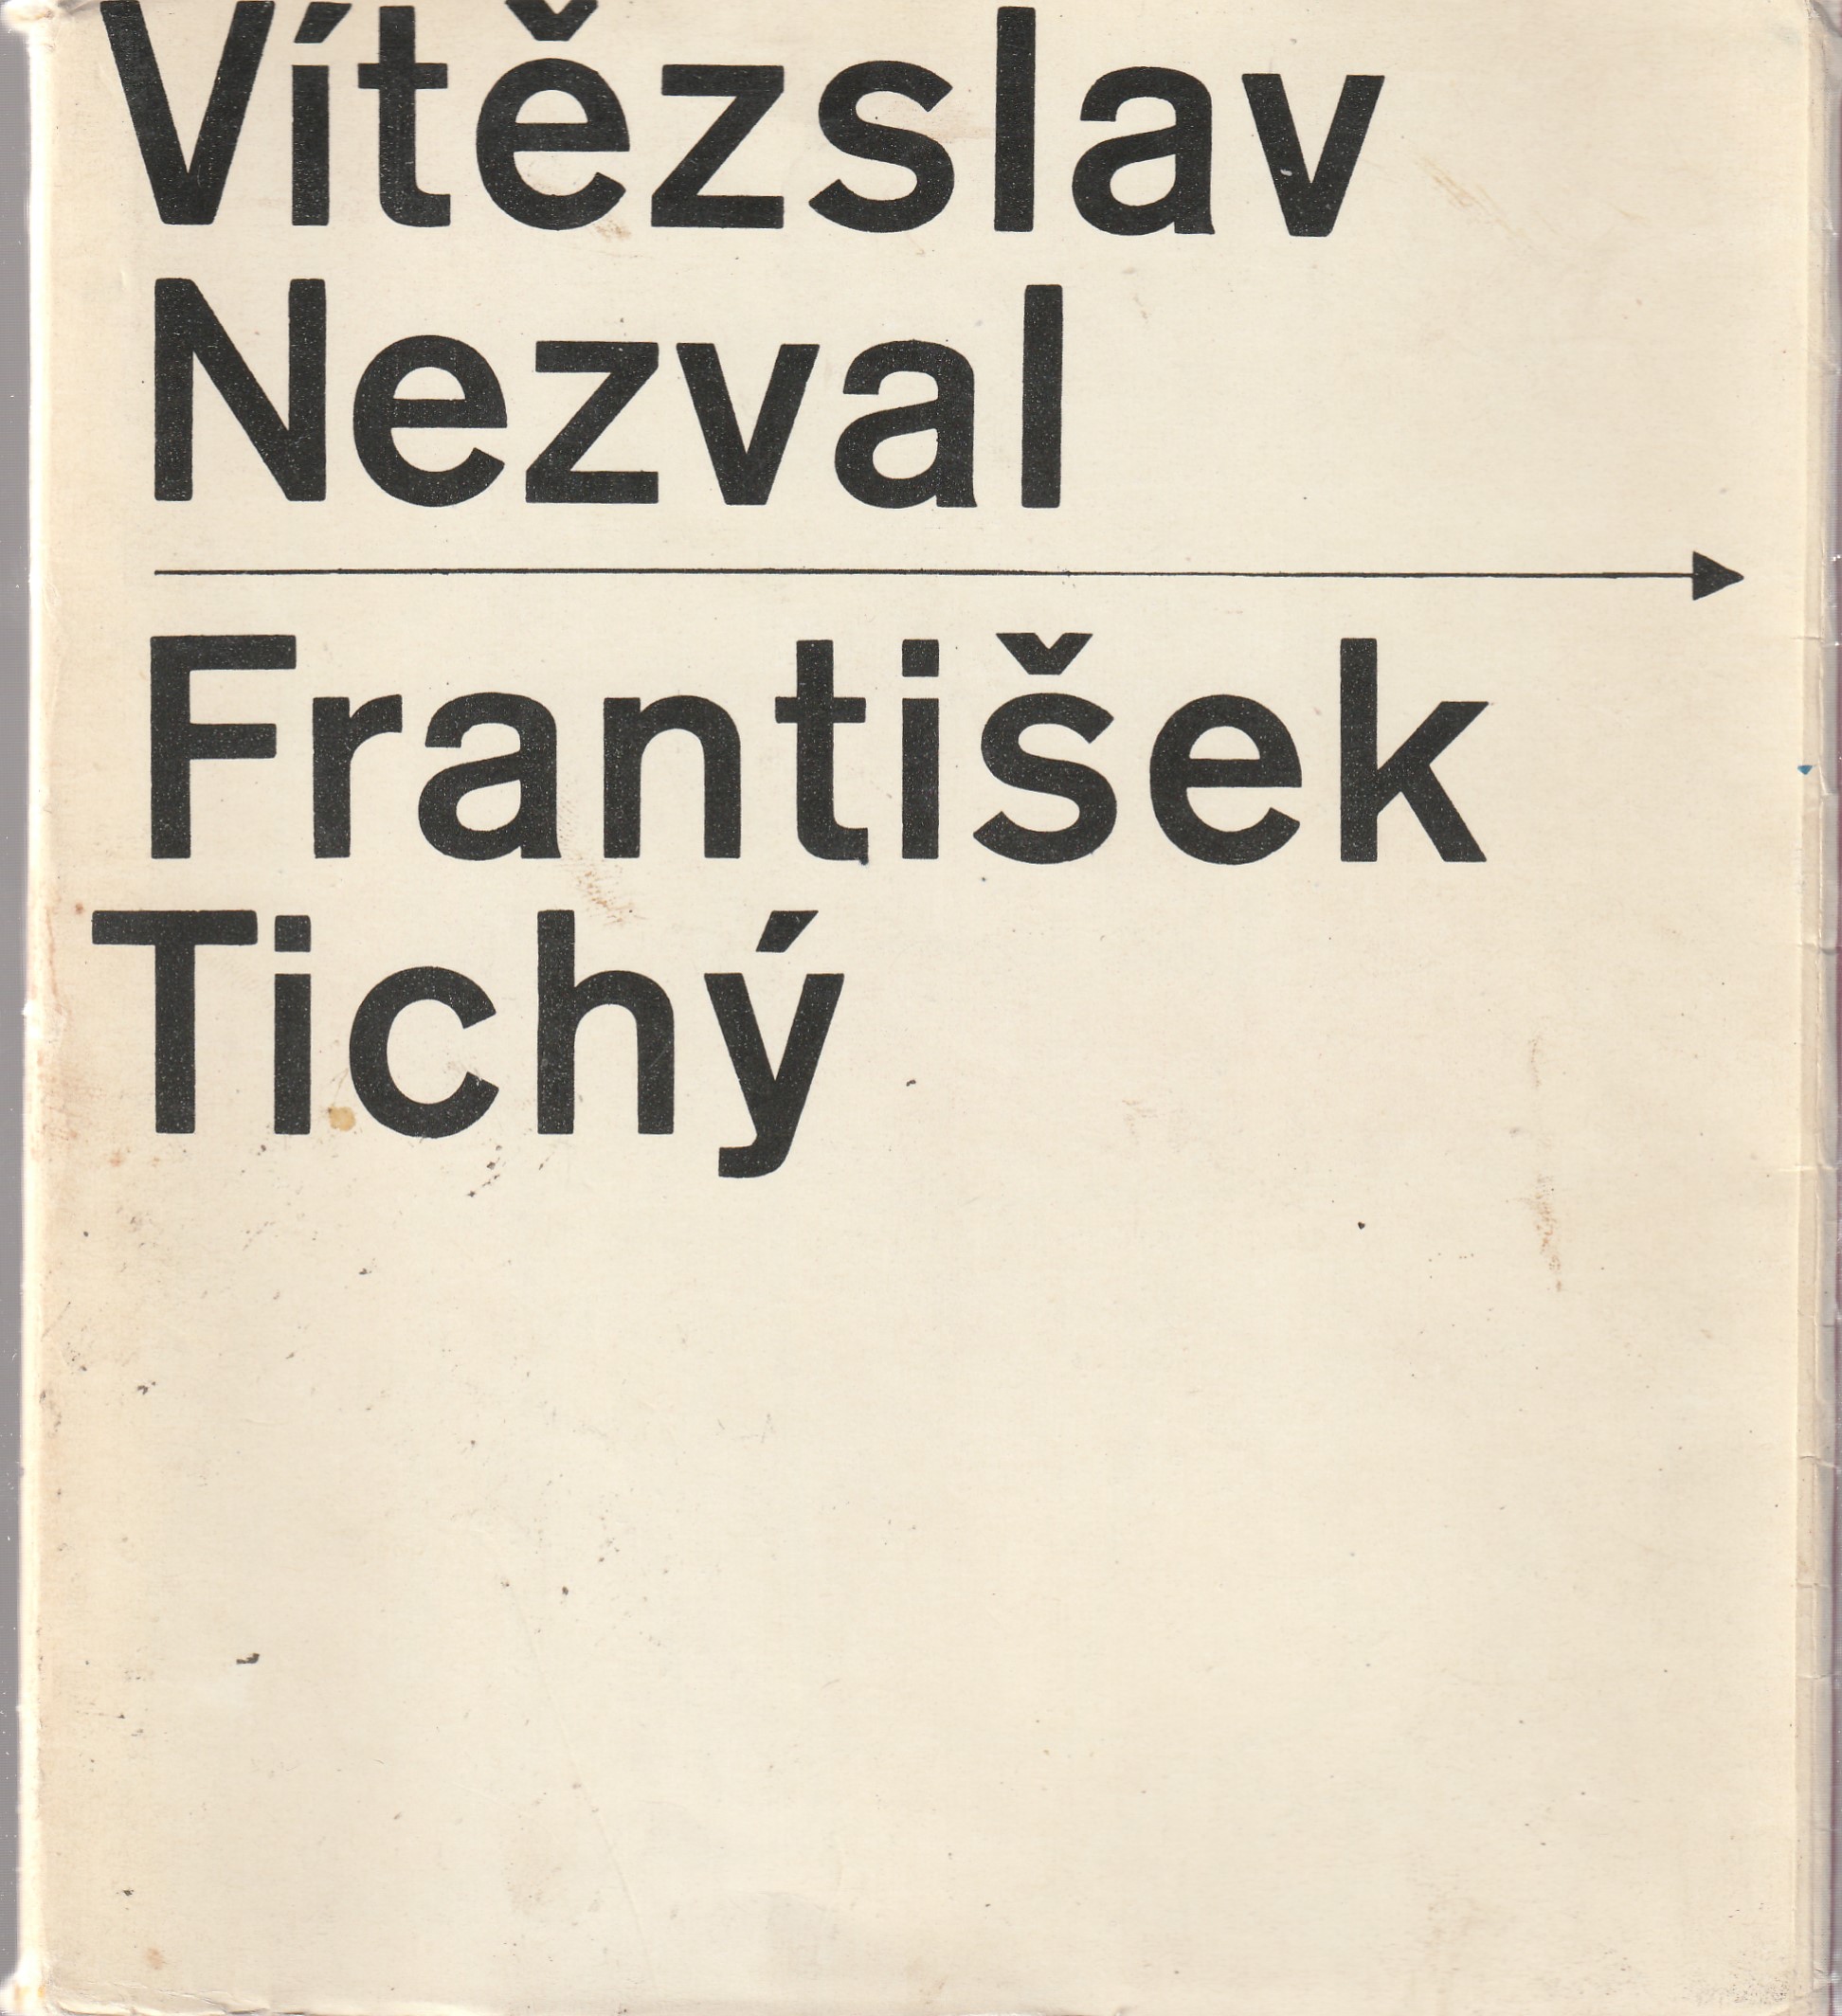 Vítězslav
Nezval
František
Tichý